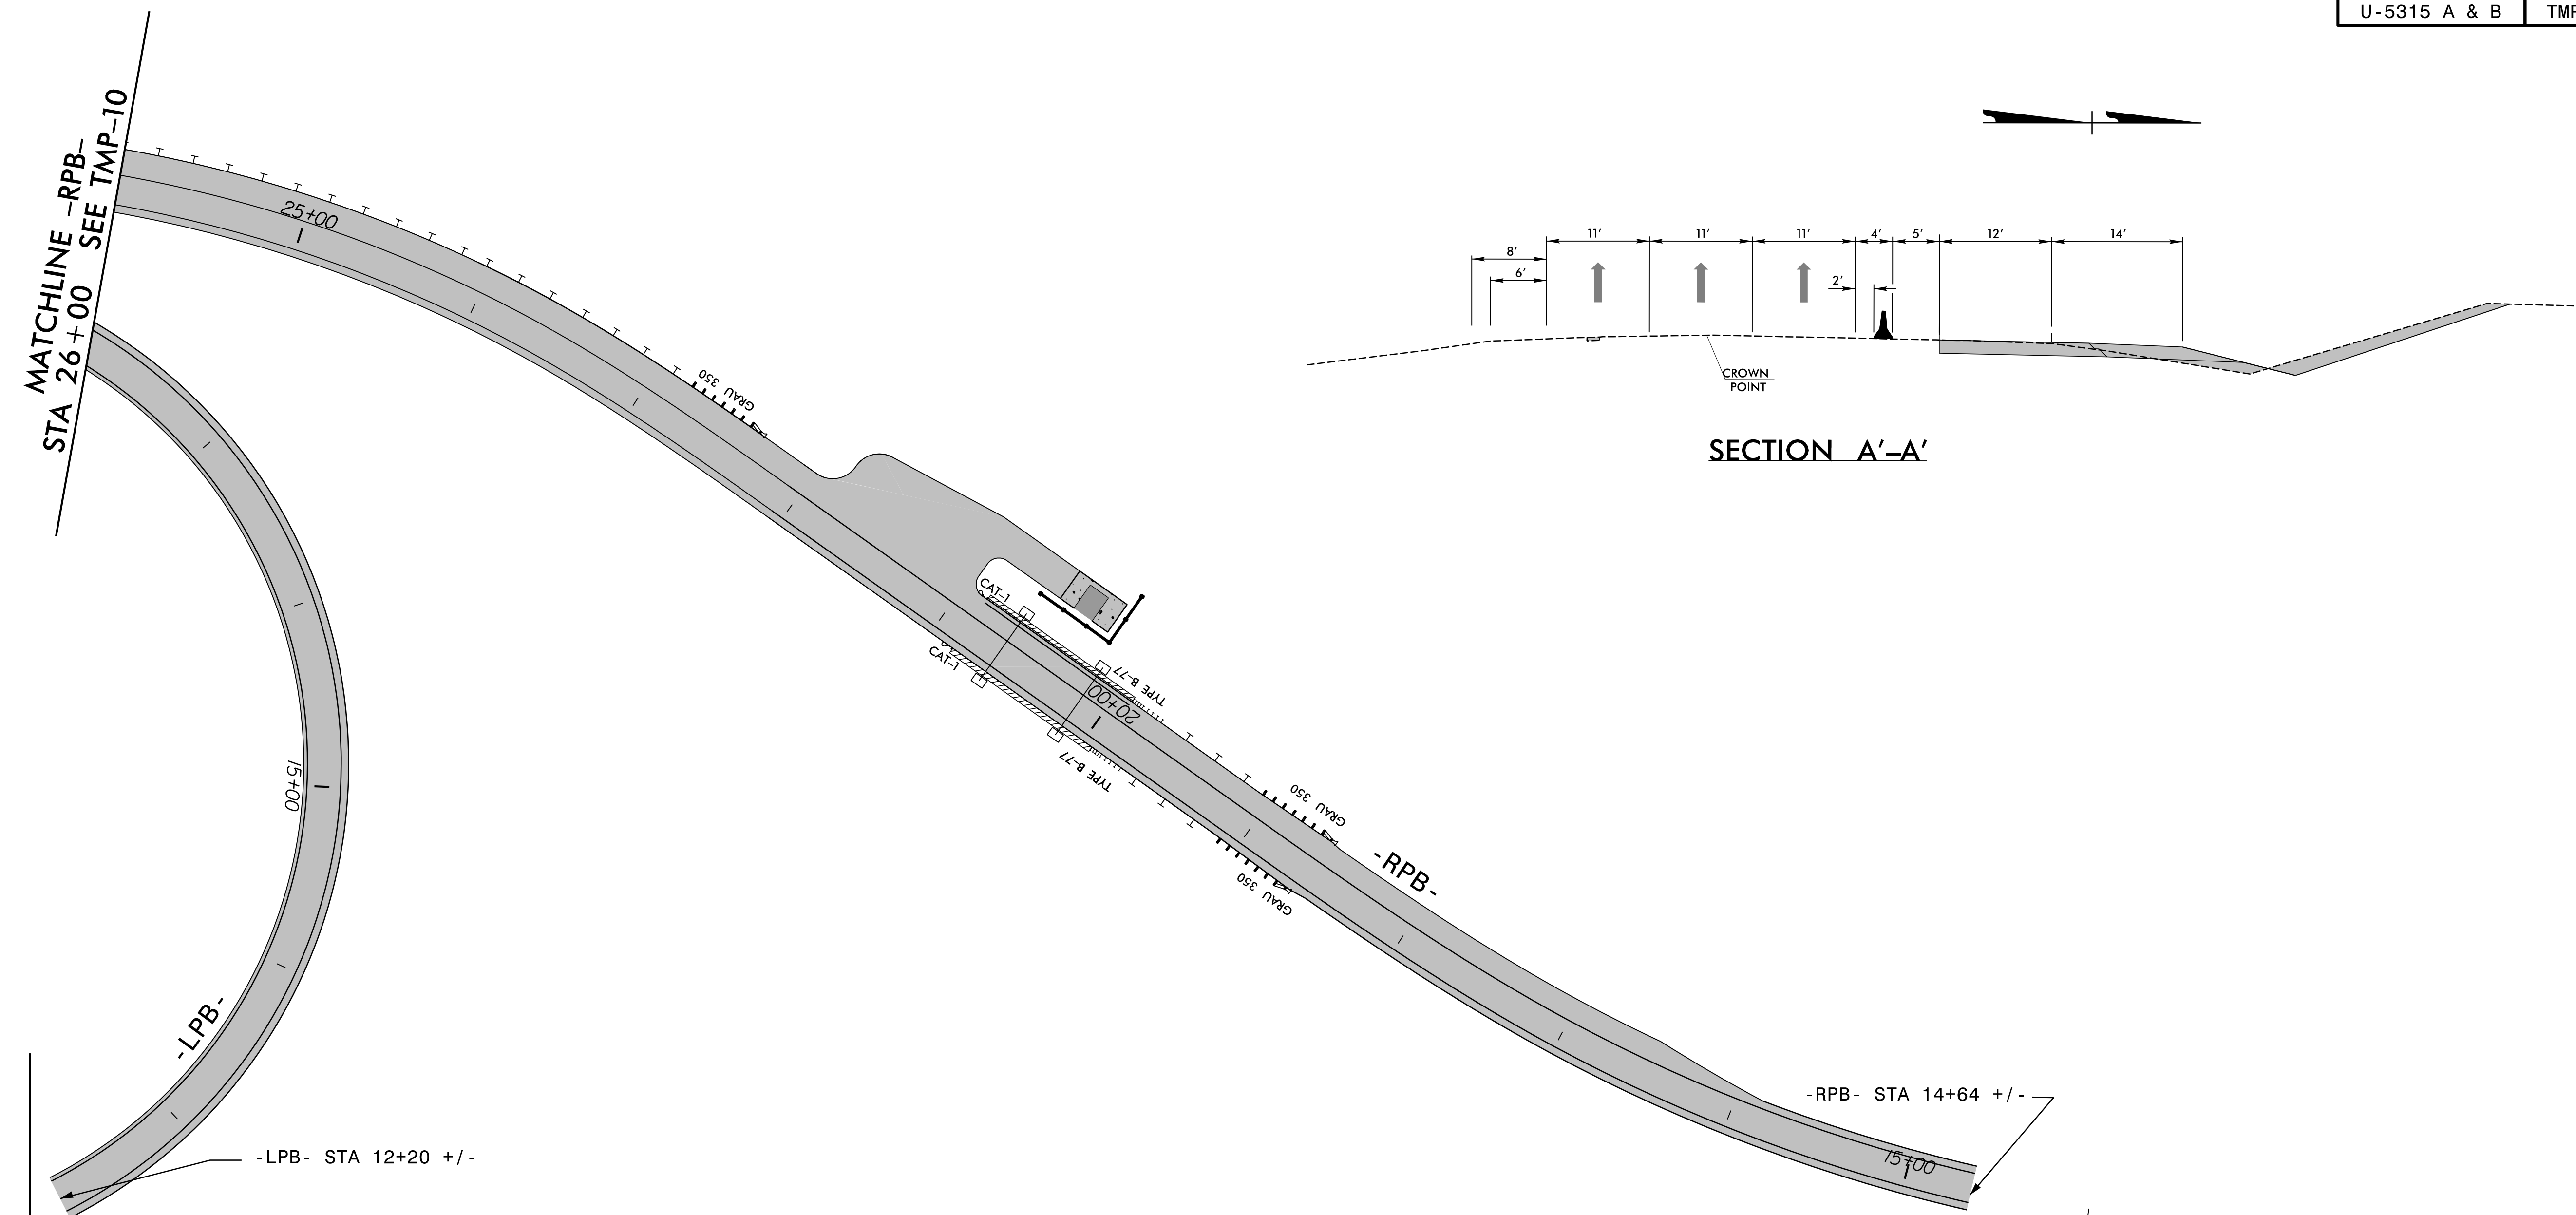 U-5315 A & B
MATCHLINE –RPB–
STA 26+00 SEE TMP–10
25+00
11'
11'
11'
4'
5'
12'
14'
8'
6'
2'
CROWN
POINT
SECTION A'–A'
GRAU 350
CAT–1
CAT–1
TYPE B–77
20+00
TYPE B–77
GRAU 350
GRAU 350
-RPB-
15+00
-LPB-
-LPB- STA 12+20 +/-
-RPB- STA 14+64 +/-
15+00